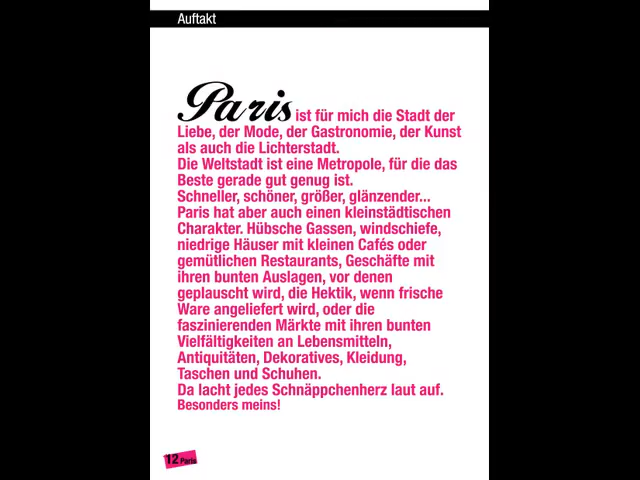 Auftakt
Paris ist für mich die Stadt der
Liebe, der Mode, der Gastronomie, der Kunst
als auch die Lichterstadt.
Die Weltstadt ist eine Metropole, für die das
Beste gerade gut genug ist.
Schneller, schöner, größer, glänzender...
Paris hat aber auch einen kleinstädtischen
Charakter. Hübsche Gassen, windschiefe,
niedrige Häuser mit kleinen Cafés oder
gemütlichen Restaurants, Geschäfte mit
ihren bunten Auslagen, vor denen
geplauscht wird, die Hektik, wenn frische
Ware angeliefert wird, oder die
faszinierenden Märkte mit ihren bunten
Vielfältigkeiten an Lebensmitteln,
Antiquitäten, Dekoratives, Kleidung,
Taschen und Schuhen.
Da lacht jedes Schnäppchenherz laut auf.
Besonders meins!
12 Paris